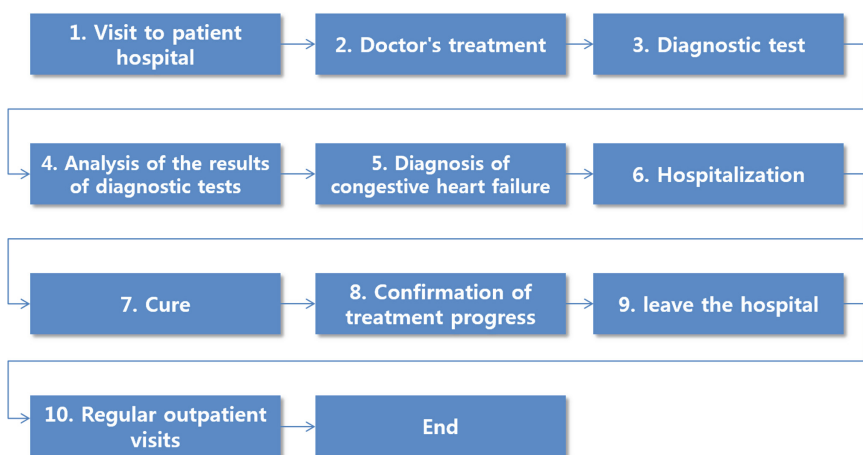 1. Visit to patient
hospital
2. Doctor's treatment
3. Diagnostic test
4. Analysis of the results
of diagnostic tests
5. Diagnosis of
congestive heart failure
6. Hospitalization
7. Cure
8. Confirmation of
treatment progress
9. leave the hospital
10. Regular outpatient
visits
End